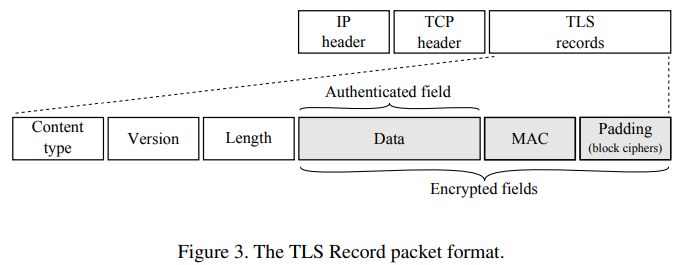 IP
header
TCP
header
TLS
records
Authenticated field
Content
type
Version
Length
Data
MAC
Padding
(block ciphers)
Encrypted fields
Figure 3. The TLS Record packet format.